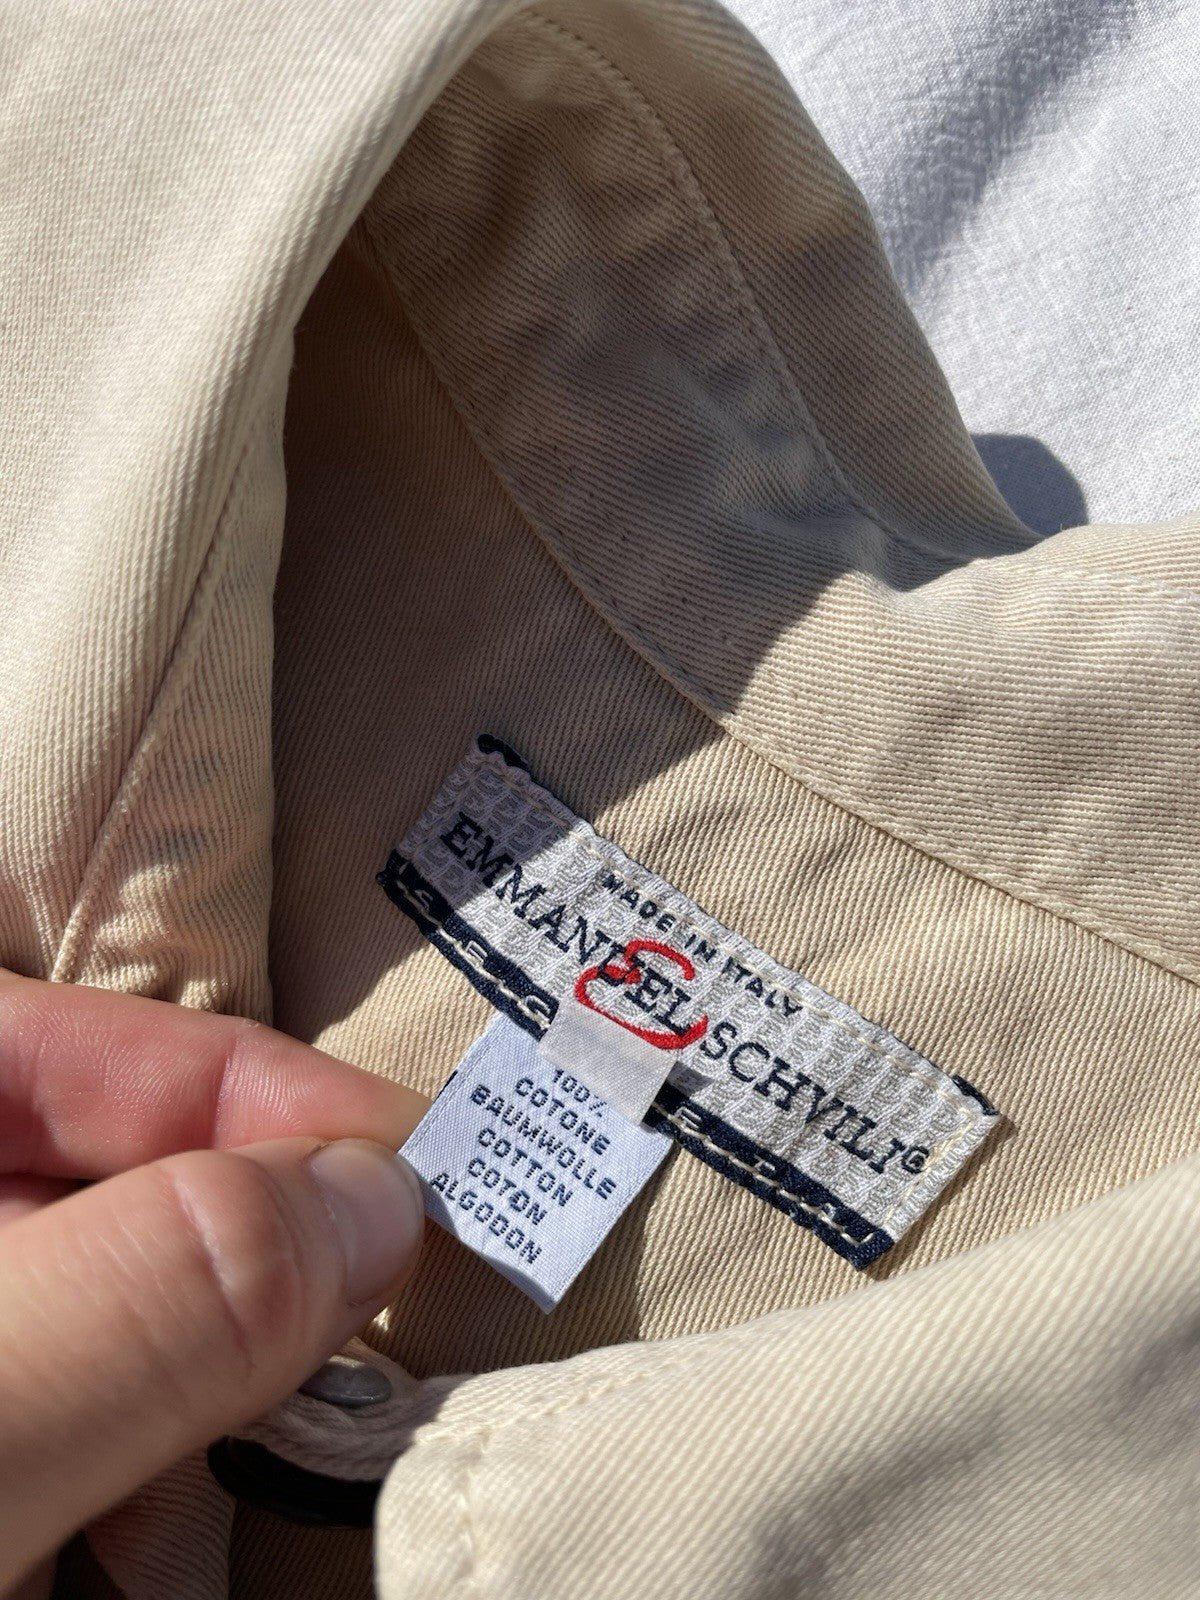 MADE IN ITALY
EMMANUEL SCHVILI®
100%
COTONE
BAUMWOLLE
COTTON
COTON
ALGODON